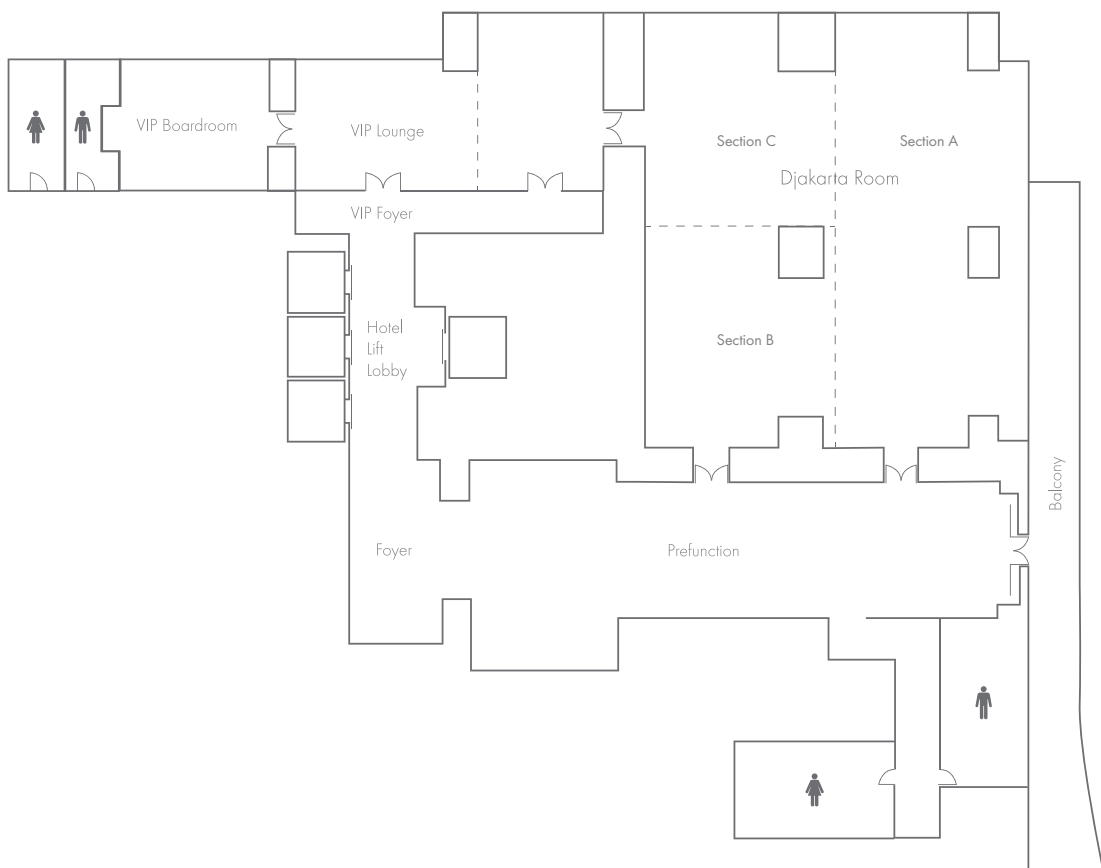 VIP Boardroom
VIP Lounge
Section C
Section A
Djakarta Room
VIP Foyer
Hotel
Lift
Lobby
Section B
Balcony
Foyer
Prefunction